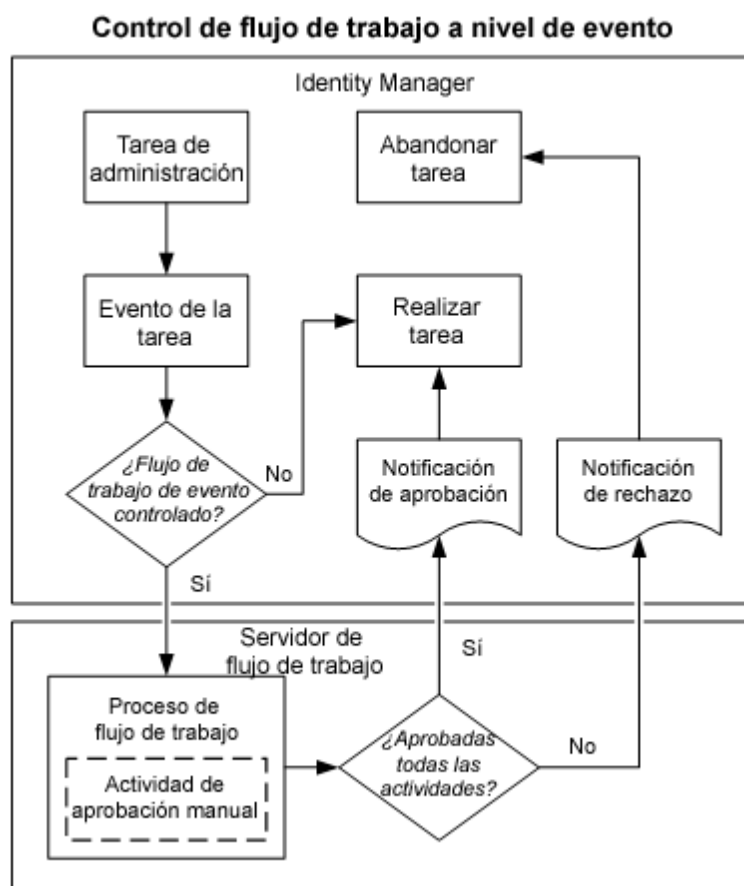 Control de flujo de trabajo a nivel de evento
Identity Manager
Tarea de
administración
Abandonar
tarea
Evento de la
tarea
Realizar
tarea
¿Flujo de
trabajo de evento
controlado?
No
Notificación
de aprobación
Notificación
de rechazo
Sí
Servidor de
flujo de trabajo
Sí
Proceso de
flujo de trabajo
Actividad de
aprobación manual
¿Aprobadas
todas las
actividades?
No